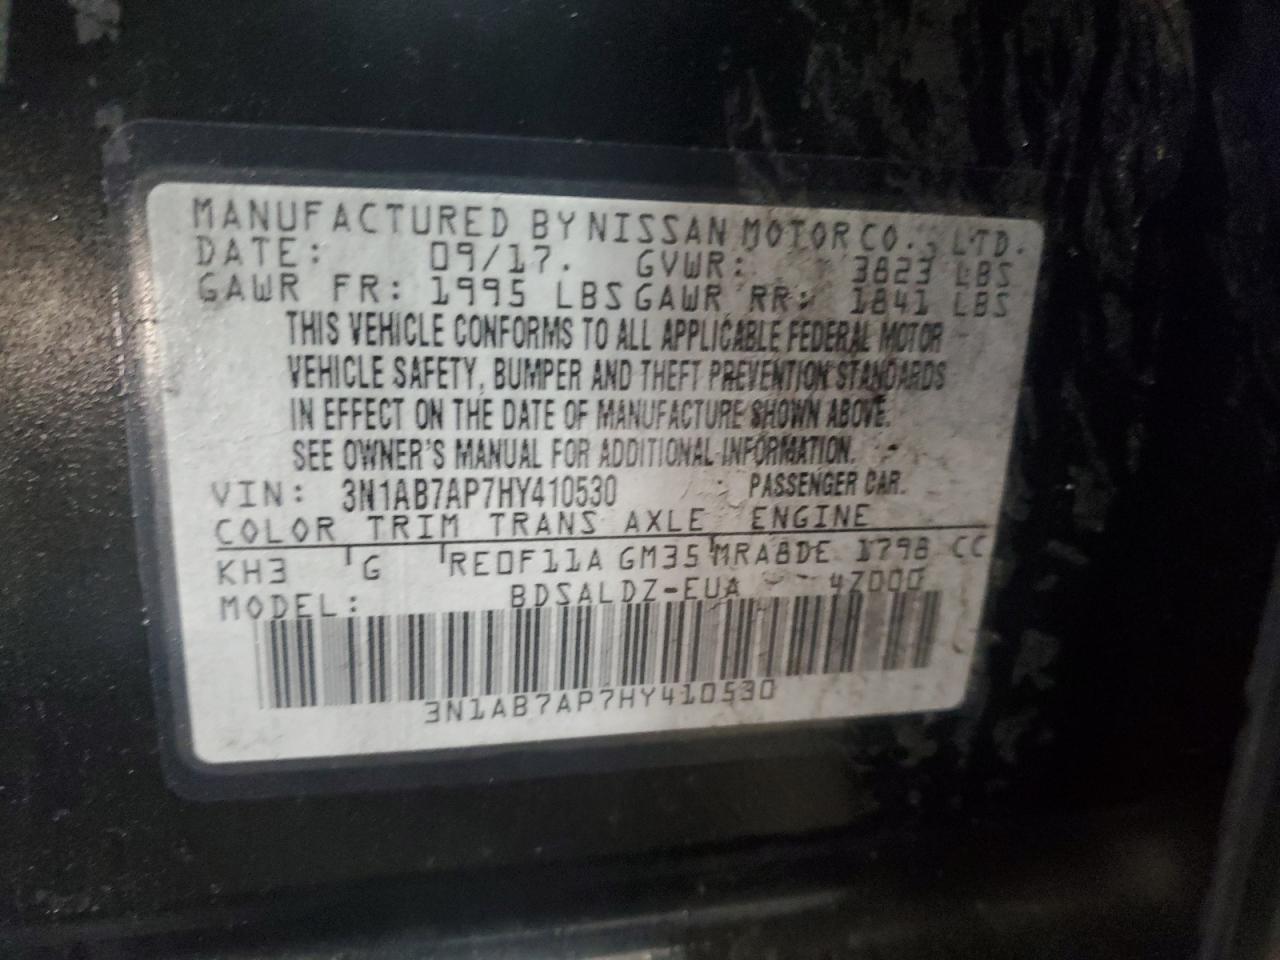 MANUFACTURED BY NISSAN MOTOR CO., LTD.
DATE: 09/17. GVWR: 3823 LBS
GAWR FR: 1995 LBS GAWR RR: 1841 LBS
THIS VEHICLE CONFORMS TO ALL APPLICABLE FEDERAL MOTOR
VEHICLE SAFETY, BUMPER AND THEFT PREVENTION STANDARDS
IN EFFECT ON THE DATE OF MANUFACTURE SHOWN ABOVE.
SEE OWNER'S MANUAL FOR ADDITIONAL INFORMATION.
VIN: 3N1AB7AP7HY410530 PASSENGER CAR.
COLOR TRIM TRANS AXLE ENGINE
KH3 G RE0F11A GM35 MRA8DE 1798 CC
MODEL: BDSALDZ-EUA 4Z000
3N1AB7AP7HY410530